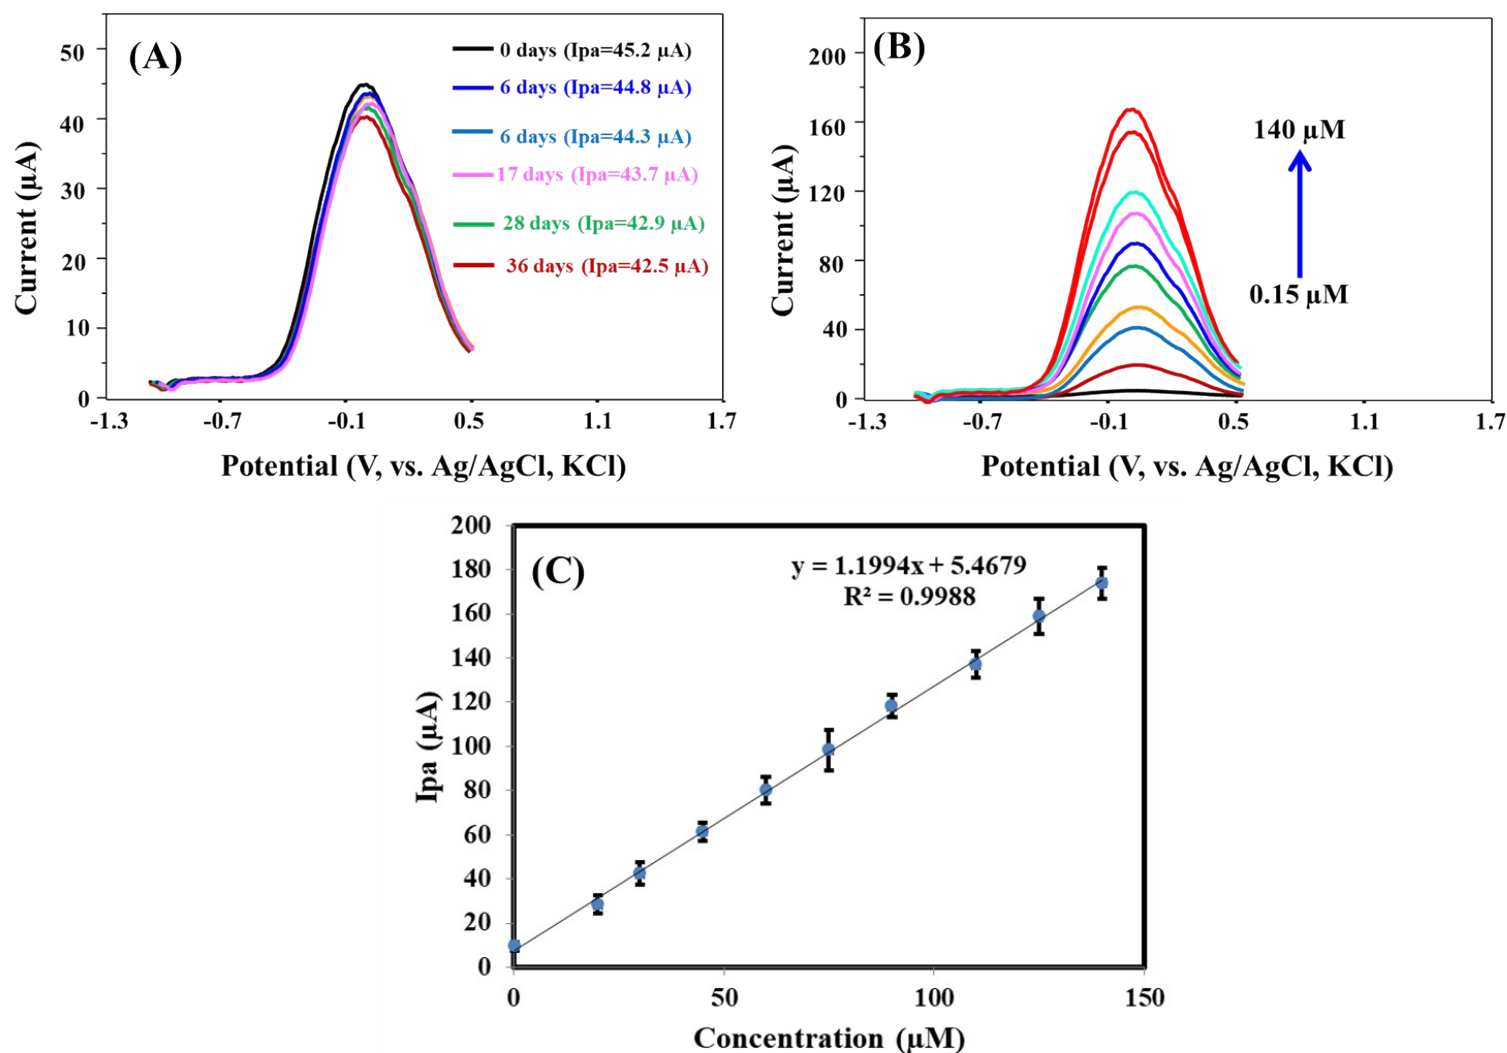 (A)
0 days (Ipa=45.2 µA)
6 days (Ipa=44.8 µA)
6 days (Ipa=44.3 µA)
17 days (Ipa=43.7 µA)
28 days (Ipa=42.9 µA)
36 days (Ipa=42.5 µA)
50
40
30
20
10
0
Current (µA)
-1.3 -0.7 -0.1 0.5 1.1 1.7
Potential (V, vs. Ag/AgCl, KCl)
(B)
140 µM
0.15 µM
200
160
120
80
40
0
Current (µA)
-1.3 -0.7 -0.1 0.5 1.1 1.7
Potential (V, vs. Ag/AgCl, KCl)
(C)
y = 1.1994x + 5.4679
R² = 0.9988
200
180
160
140
120
100
80
60
40
20
0
Ipa (µA)
0 50 100 150
Concentration (µM)